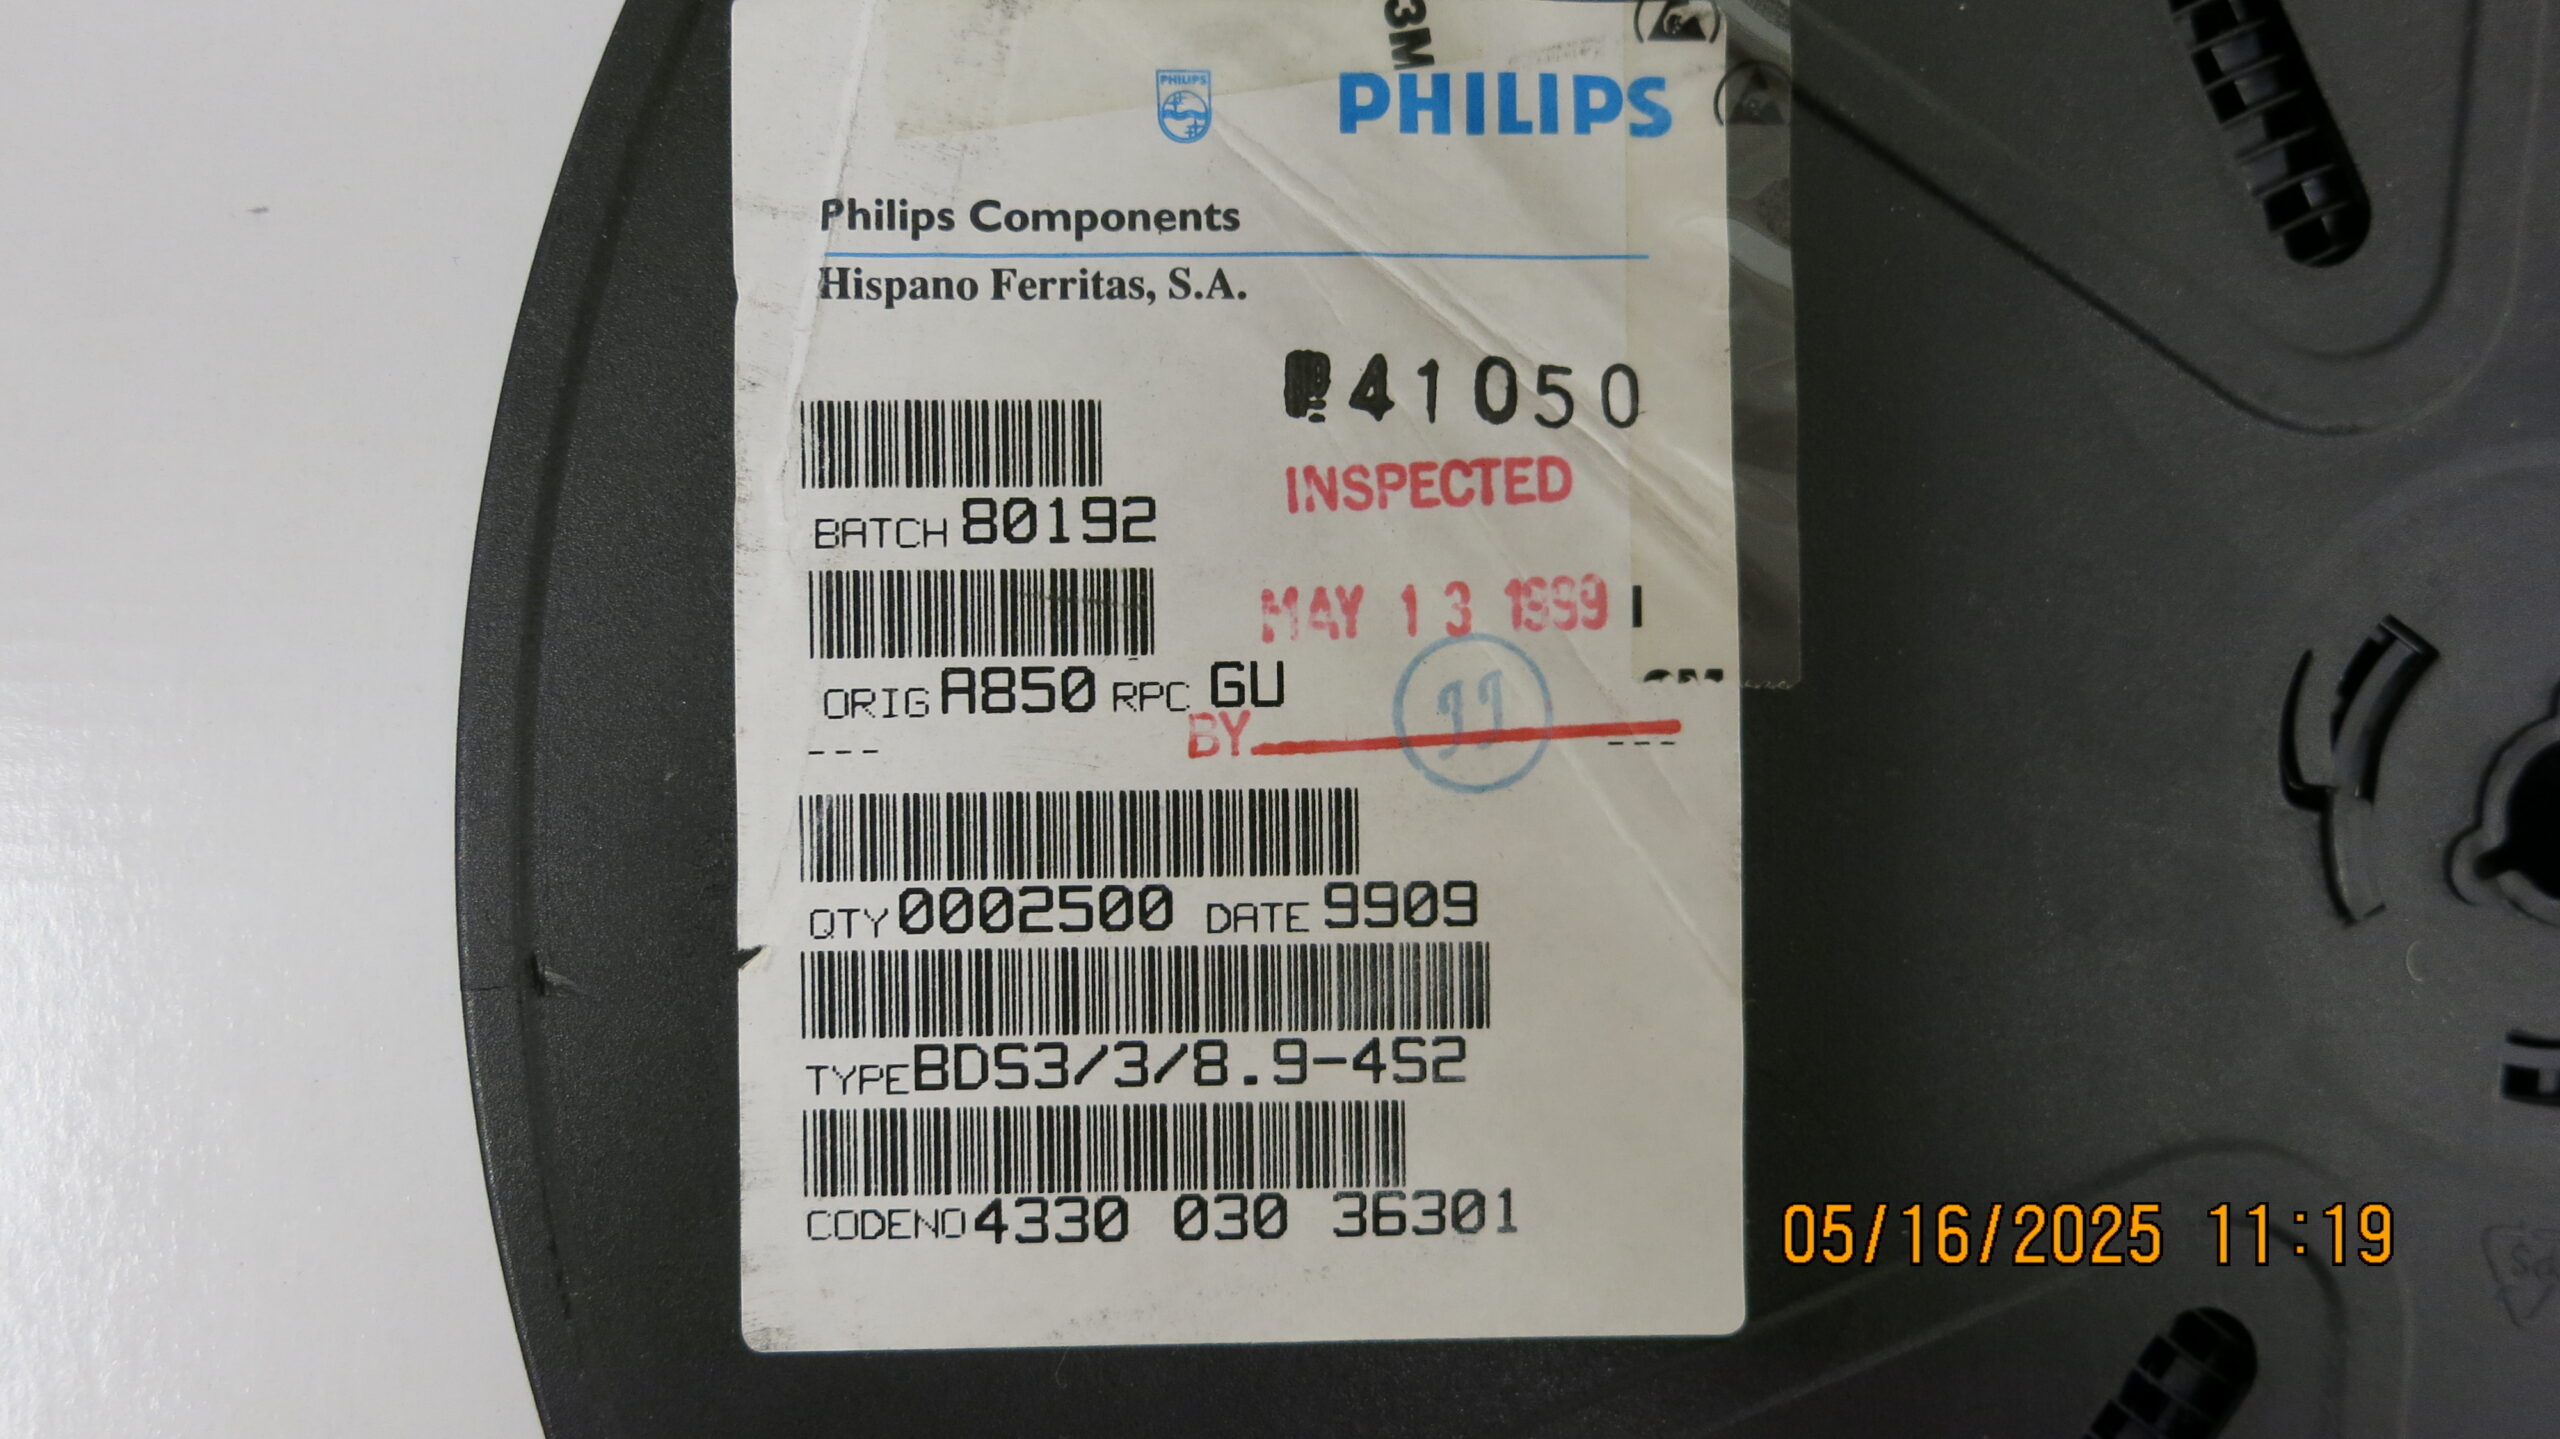 3M
PHILIPS
PHILIPS
Philips Components
Hispano Ferritas, S.A.
41050
INSPECTED
BATCH 80192
MAY 13 1999
ORIG A850 RPC GU
BY
---
---
QTY 0002500 DATE 9909
TYPE BDS3/3/8.9-4S2
CODENO 4330 030 36301
05/16/2025 11:19